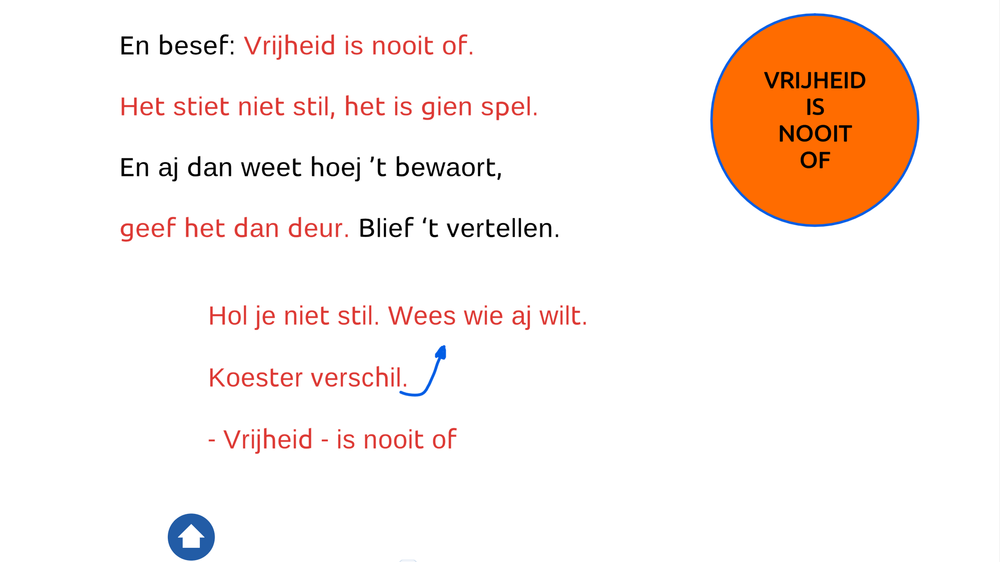 En besef: Vrijheid is nooit of.
Het stiet niet stil, het is gien spel.
En aj dan weet hoej ’t bewaort,
geef het dan deur. Blief ‘t vertellen.
Hol je niet stil. Wees wie aj wilt.
Koester verschil.
- Vrijheid - is nooit of
VRIJHEID
IS
NOOIT
OF